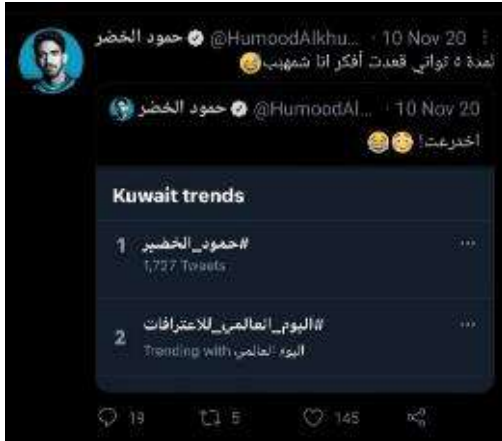 حمود الخضر @HumoodAlkhu... · 10 Nov 20
لمدة ٥ ثواني قعدت أفكر انا شمهبب😂
حمود الخضر @HumoodAl... · 10 Nov 20
اخترعت! 😳😂
Kuwait trends
1 #حمود_الخضير
1,727 Tweets
2 #اليوم_العالمي_للاعترافات
Trending with اليوم العالمي
19 5 145